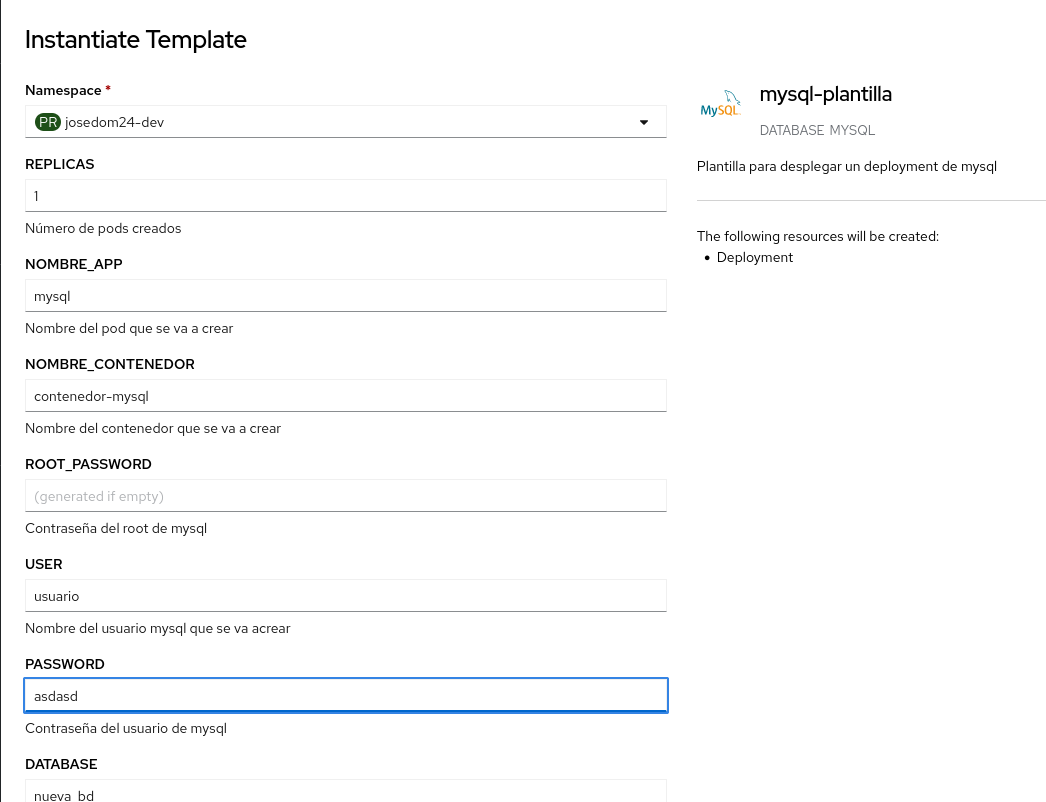 Instantiate Template
Namespace *
PR josedom24-dev
REPLICAS
1
Número de pods creados
NOMBRE_APP
mysql
Nombre del pod que se va a crear
NOMBRE_CONTENEDOR
contenedor-mysql
Nombre del contenedor que se va a crear
ROOT_PASSWORD
(generated if empty)
Contraseña del root de mysql
USER
usuario
Nombre del usuario mysql que se va acrear
PASSWORD
asdasd
Contraseña del usuario de mysql
DATABASE
nueva_bd
MySQL
mysql-plantilla
DATABASE MYSQL
Plantilla para desplegar un deployment de mysql
The following resources will be created:
• Deployment